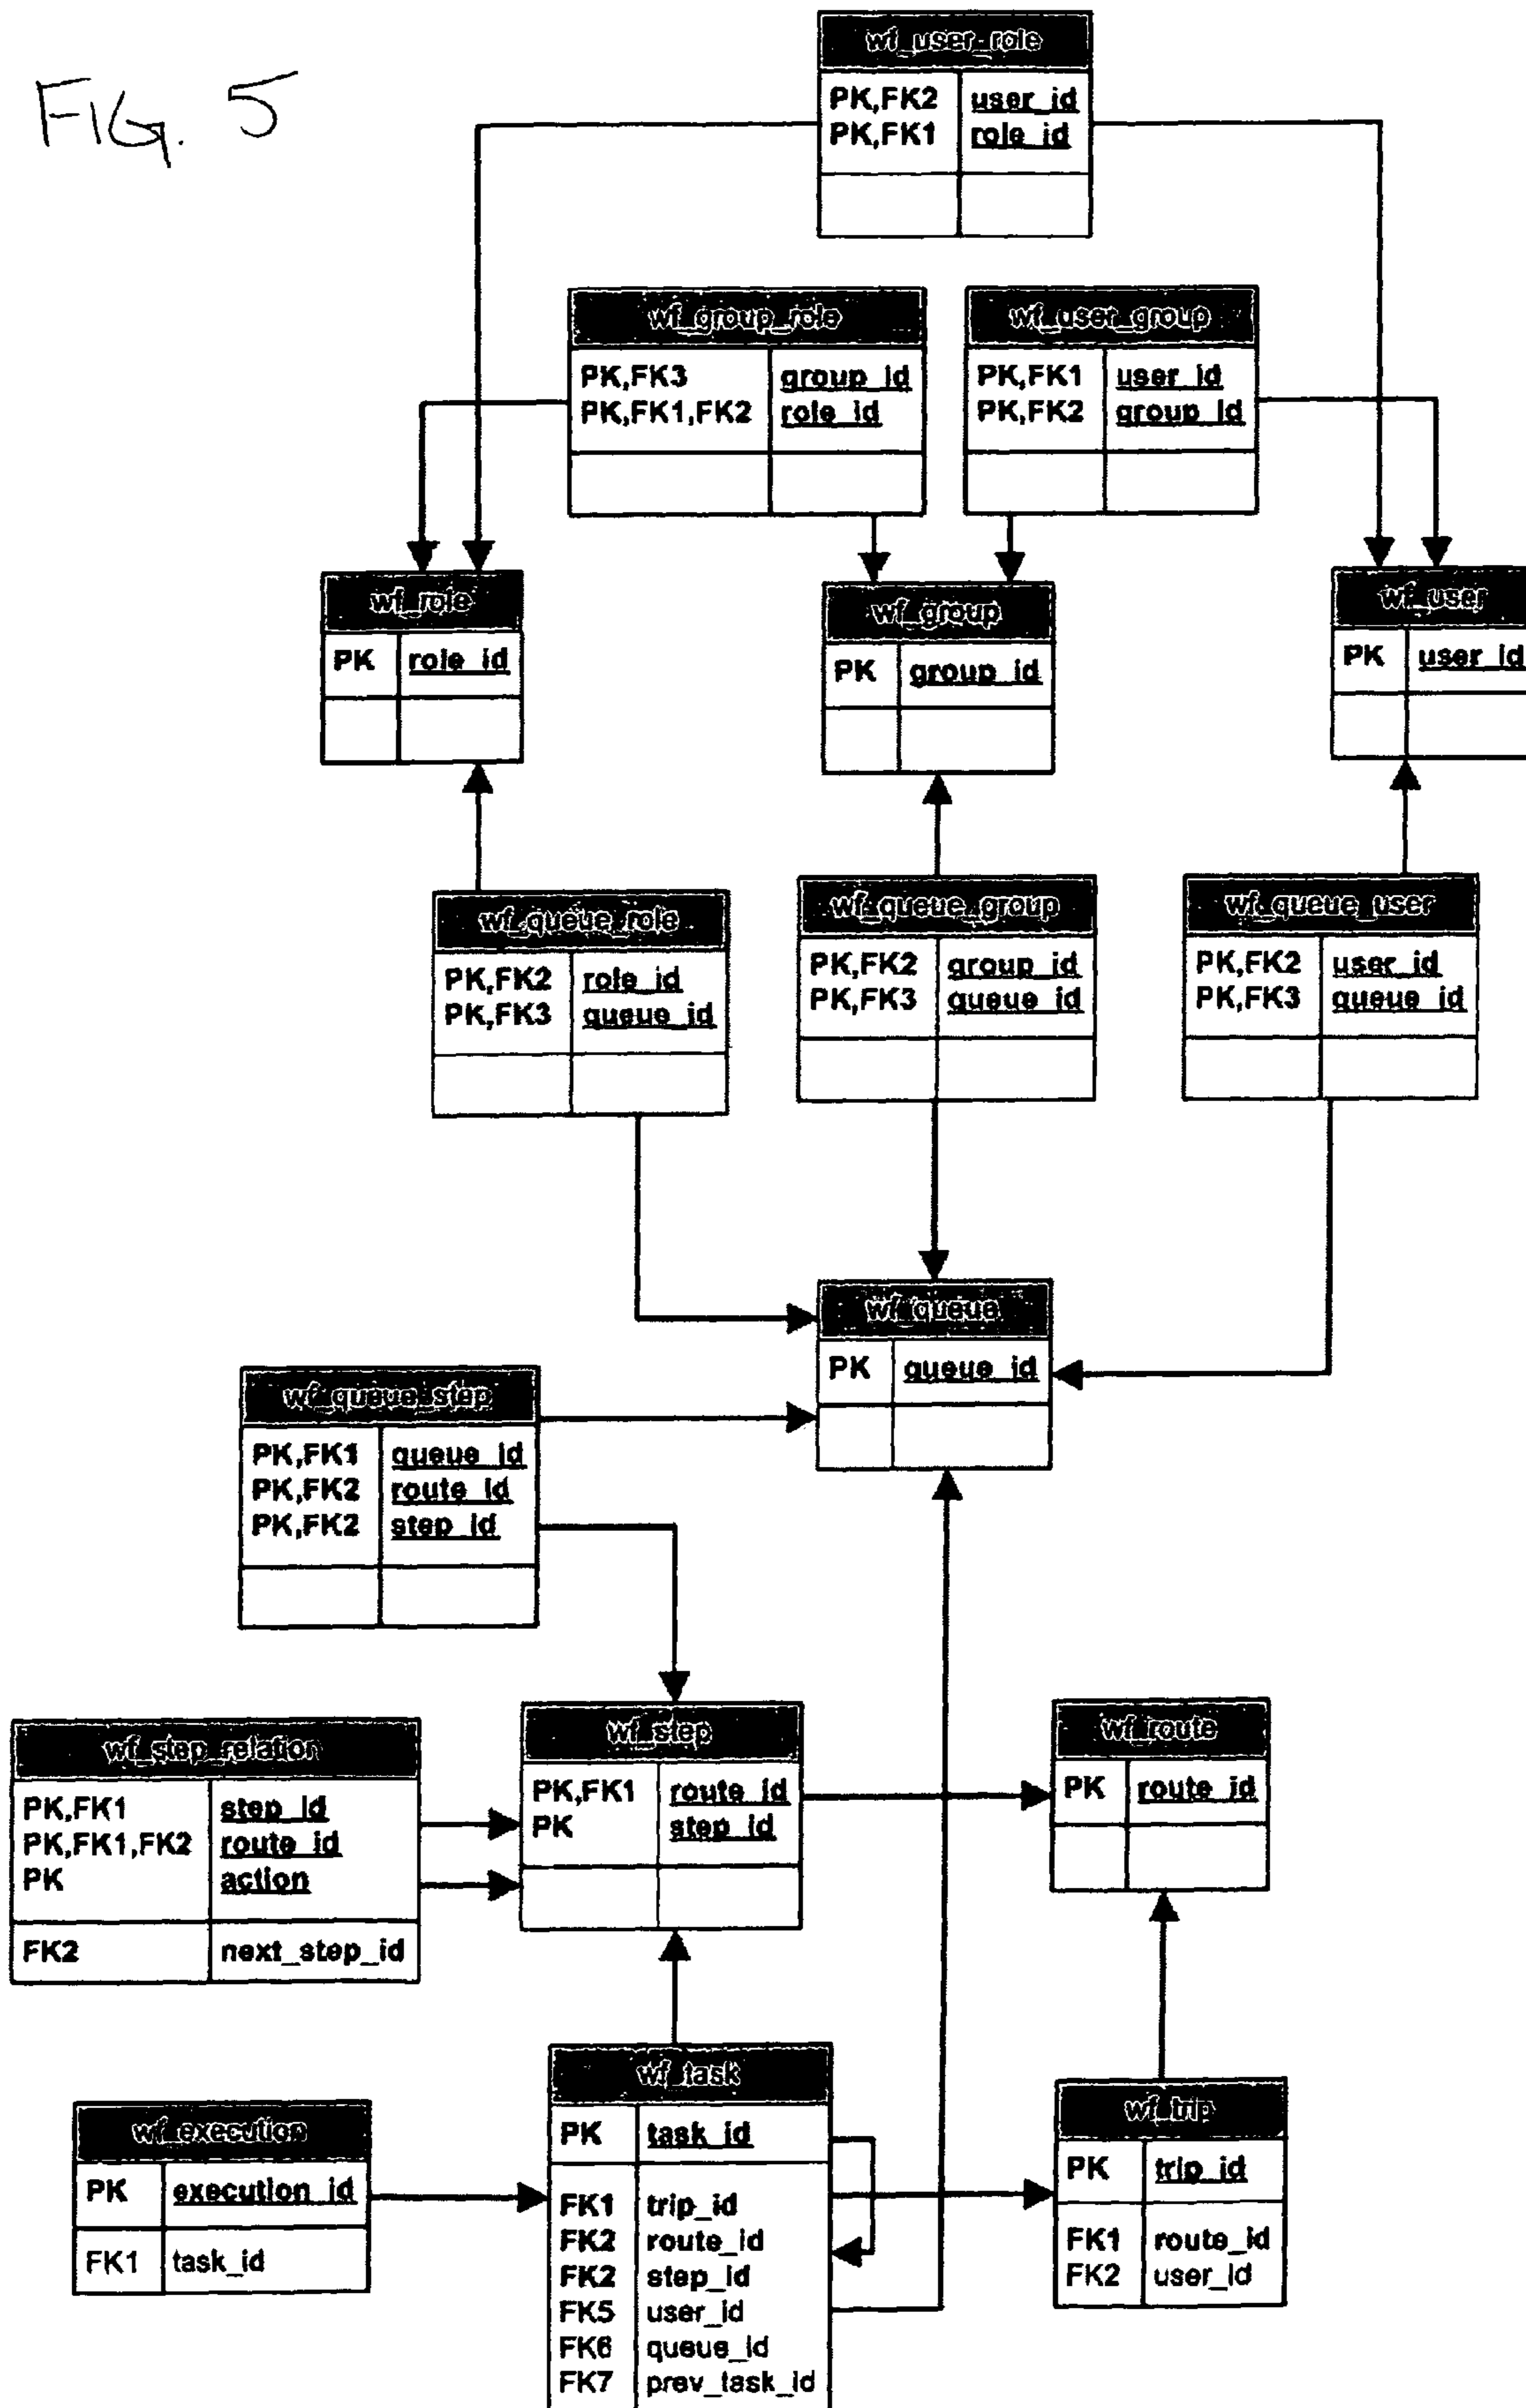 FIG. 5
wf_user_role
PK,FK2 user_id
PK,FK1 role_id
wf_group_role
PK,FK3 group_id
PK,FK1,FK2 role_id
wf_user_group
PK,FK1 user_id
PK,FK2 group_id
wf_role
PK role_id
wf_group
PK group_id
wf_user
PK user_id
wf_queue_role
PK,FK2 role_id
PK,FK3 queue_id
wf_queue_group
PK,FK2 group_id
PK,FK3 queue_id
wf_queue_user
PK,FK2 user_id
PK,FK3 queue_id
wf_queue
PK queue_id
wf_queue_step
PK,FK1 queue_id
PK,FK2 route_id
PK,FK2 step_id
wf_step_relation
PK,FK1 step_id
PK,FK1,FK2 route_id
PK action
FK2 next_step_id
wf_step
PK,FK1 route_id
PK step_id
wf_route
PK route_id
wf_execution
PK execution_id
FK1 task_id
wf_task
PK task_id
FK1 trip_id
FK2 route_id
FK2 step_id
FK5 user_id
FK6 queue_id
FK7 prev_task_id
wf_trip
PK trip_id
FK1 route_id
FK2 user_id